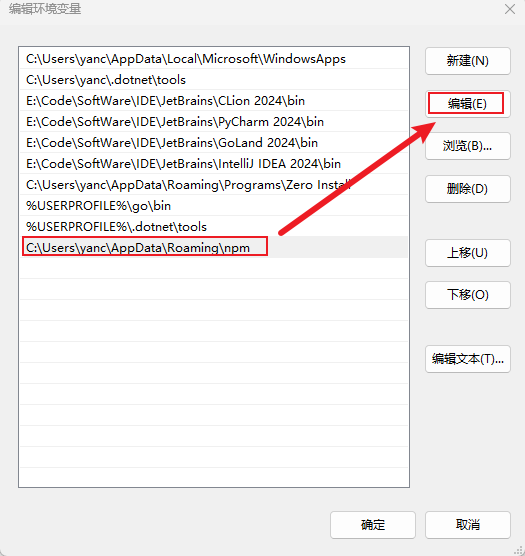 编辑环境变量
C:\Users\yanc\AppData\Local\Microsoft\WindowsApps
C:\Users\yanc\.dotnet\tools
E:\Code\SoftWare\IDE\JetBrains\CLion 2024\bin
E:\Code\SoftWare\IDE\JetBrains\PyCharm 2024\bin
E:\Code\SoftWare\IDE\JetBrains\GoLand 2024\bin
E:\Code\SoftWare\IDE\JetBrains\IntelliJ IDEA 2024\bin
C:\Users\yanc\AppData\Roaming\Programs\Zero Install
%USERPROFILE%\go\bin
%USERPROFILE%\.dotnet\tools
C:\Users\yanc\AppData\Roaming\npm
新建(N)
编辑(E)
浏览(B)...
删除(D)
上移(U)
下移(O)
编辑文本(T)...
确定
取消